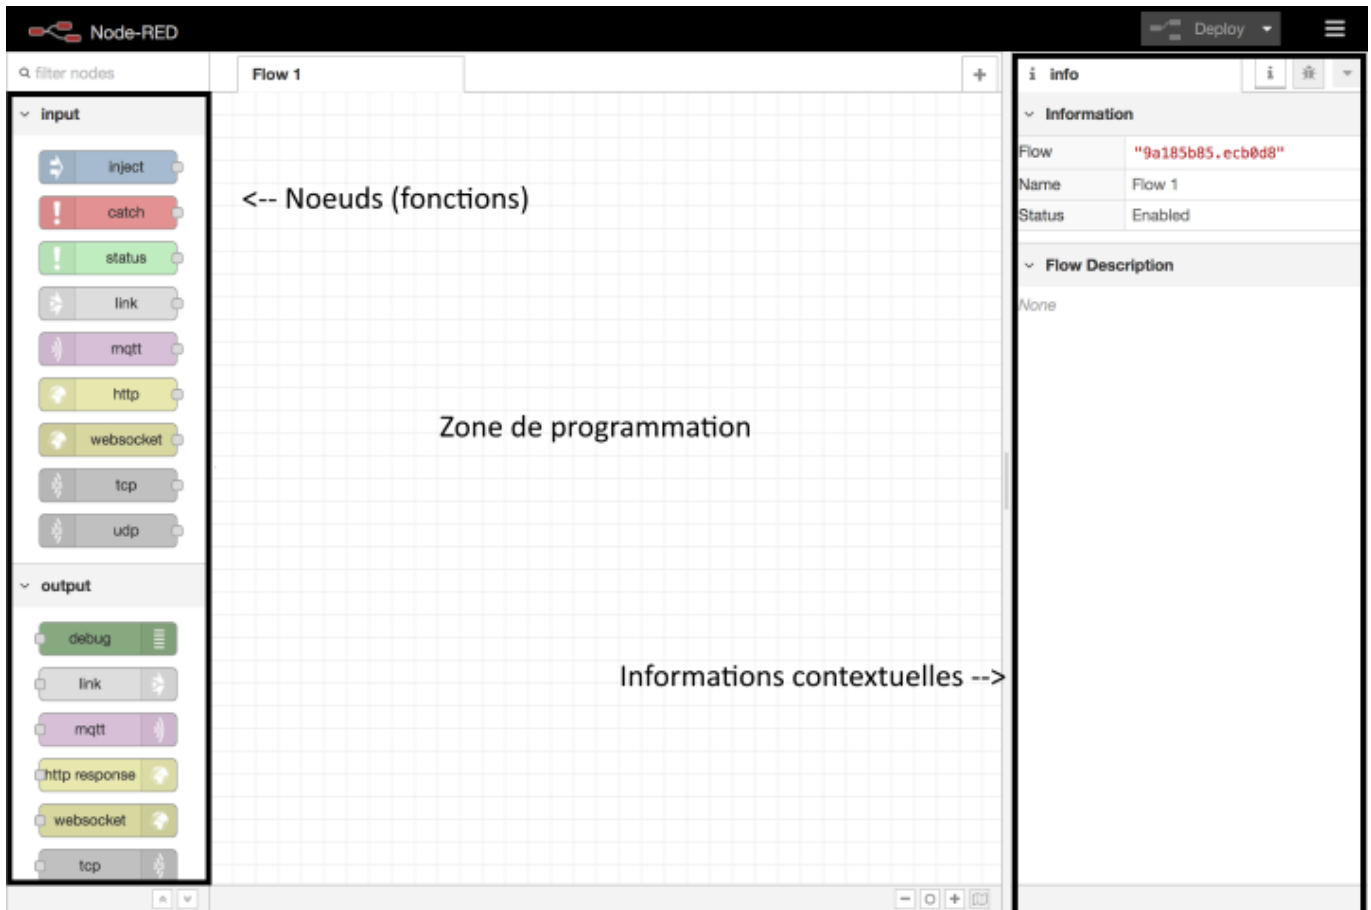 Node-RED
Deploy
filter nodes
Flow 1
i info
i
input
inject
catch
status
link
mqtt
http
websocket
tcp
udp
output
debug
link
mqtt
http response
websocket
tcp
<-- Noeuds (fonctions)
Zone de programmation
Informations contextuelles -->
Information
Flow "9a185b85.ecb0d8"
Name Flow 1
Status Enabled
Flow Description
None